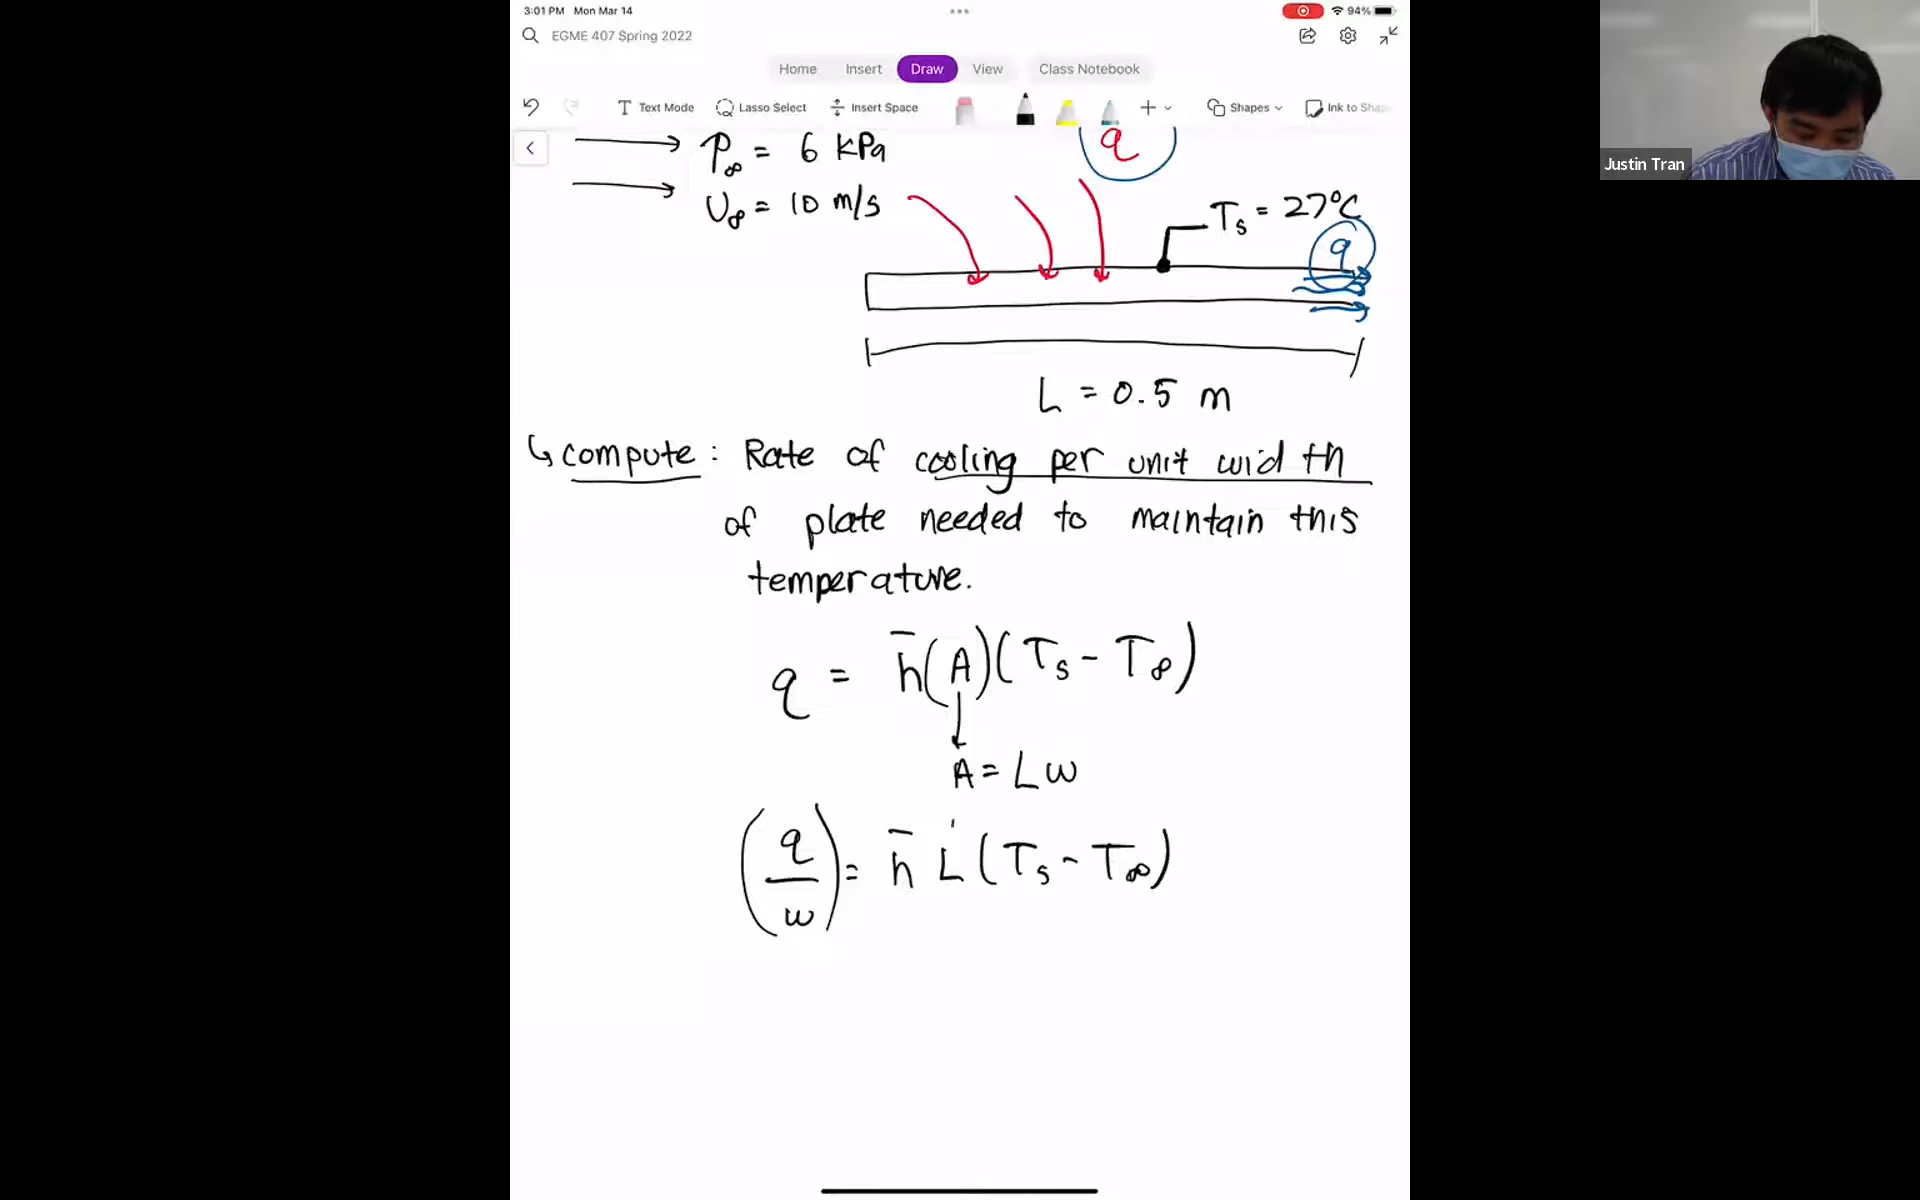 3:01 PM Mon Mar 14
94%
EGME 407 Spring 2022
Home Insert Draw View Class Notebook
Text Mode Lasso Select Insert Space Shapes Ink to
Justin Tran
P∞ = 6 kPa
q
U∞ = 10 m/s
Ts = 27°C
q
L = 0.5 m
↳ compute: Rate of cooling per unit width
of plate needed to maintain this
temperature.
q = h̄(A)(Ts - T∞)
A = Lw
(q/w) = h̄ L (Ts - T∞)